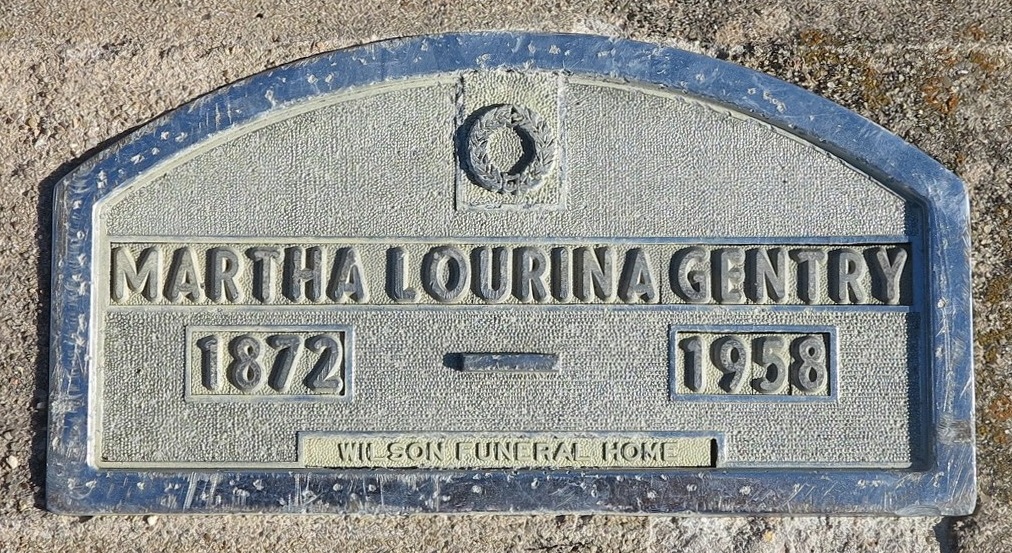 MARTHA LOURINA GENTRY
1872 — 1958
WILSON FUNERAL HOME